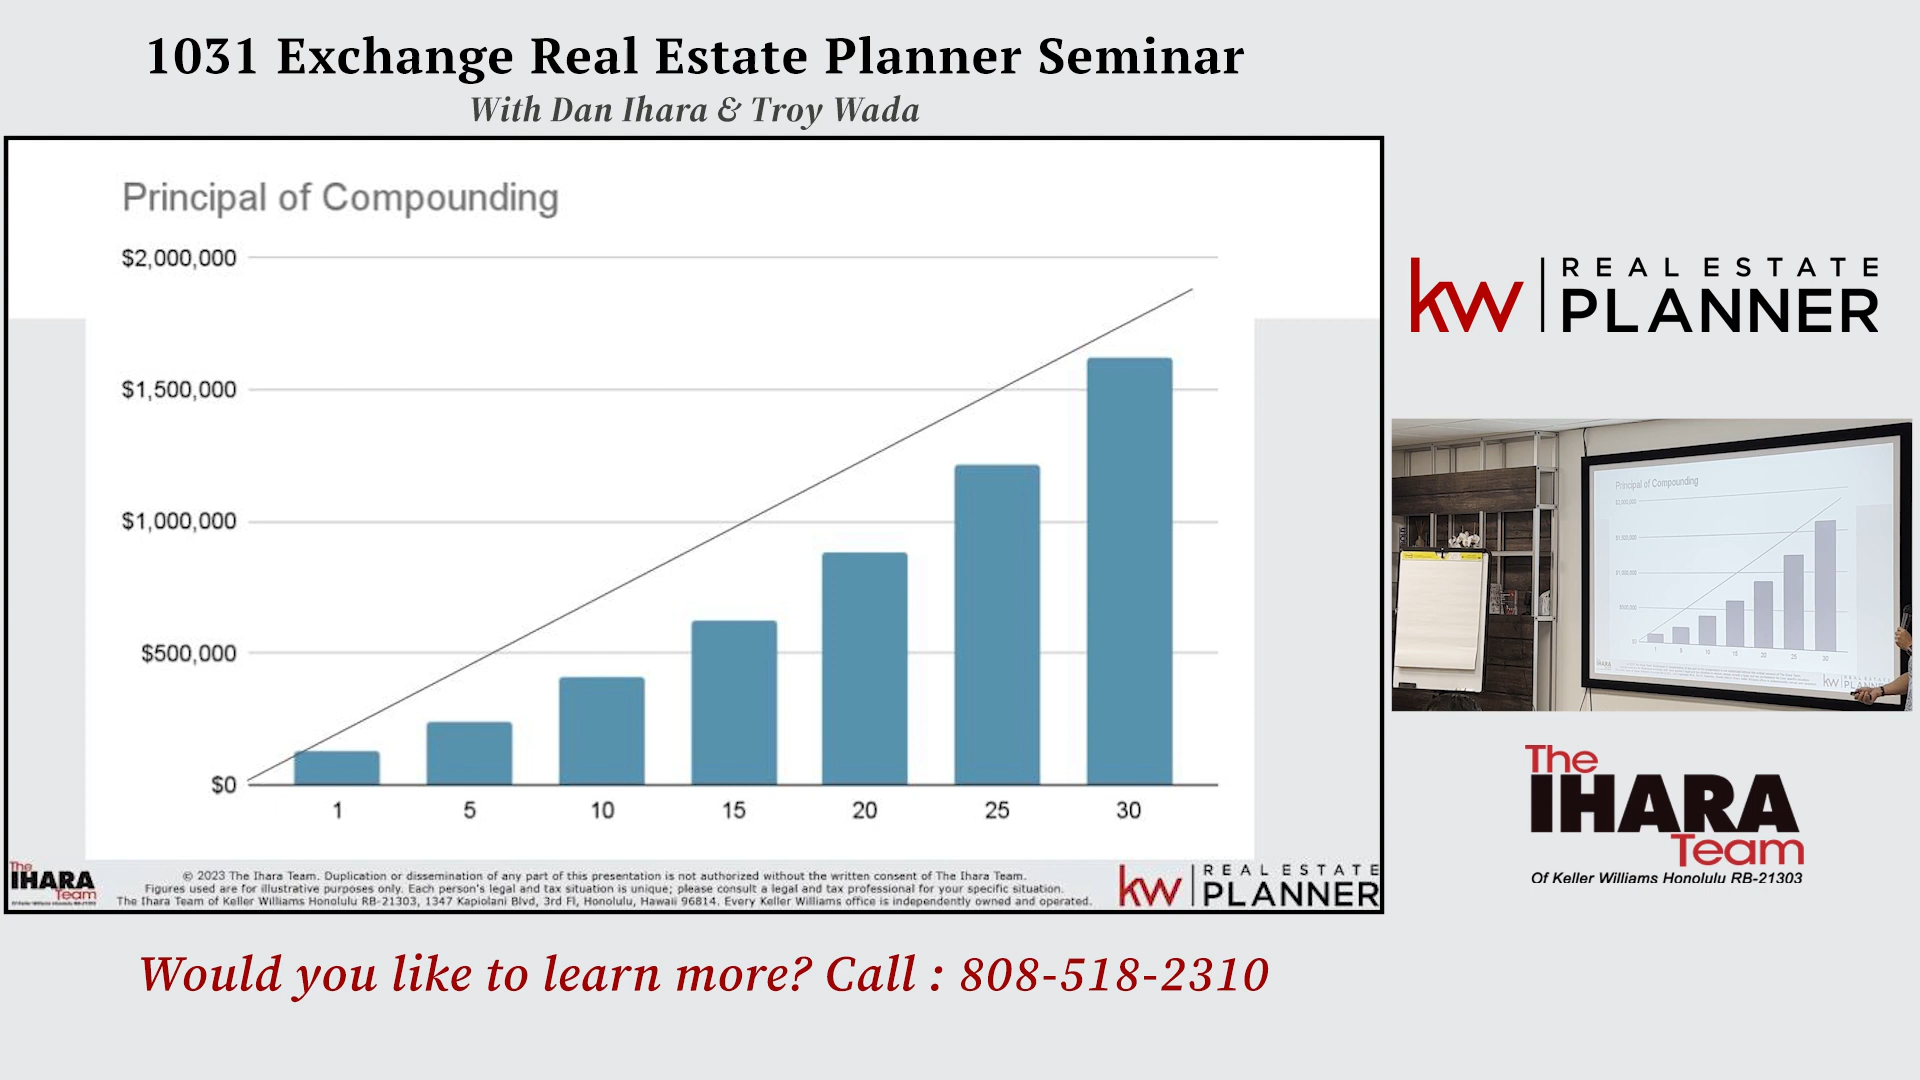 1031 Exchange Real Estate Planner Seminar
With Dan Ihara & Troy Wada
Principal of Compounding
$2,000,000
$1,500,000
$1,000,000
$500,000
$0
1 5 10 15 20 25 30
The
IHARA
Team
© 2023 The Ihara Team. Duplication or dissemination of any part of this presentation is not authorized without the written consent of The Ihara Team.
Figures used are for illustrative purposes only. Each person's legal and tax situation is unique; please consult a legal and tax professional for your specific situation.
The Ihara Team of Keller Williams Honolulu RB-21303, 1347 Kapiolani Blvd, 3rd Fl, Honolulu, Hawaii 96814. Every Keller Williams office is independently owned and operated.
kw REAL ESTATE
PLANNER
kw REAL ESTATE
PLANNER
Principal of Compounding
The
IHARA
Team
Of Keller Williams Honolulu RB-21303
Would you like to learn more? Call : 808-518-2310